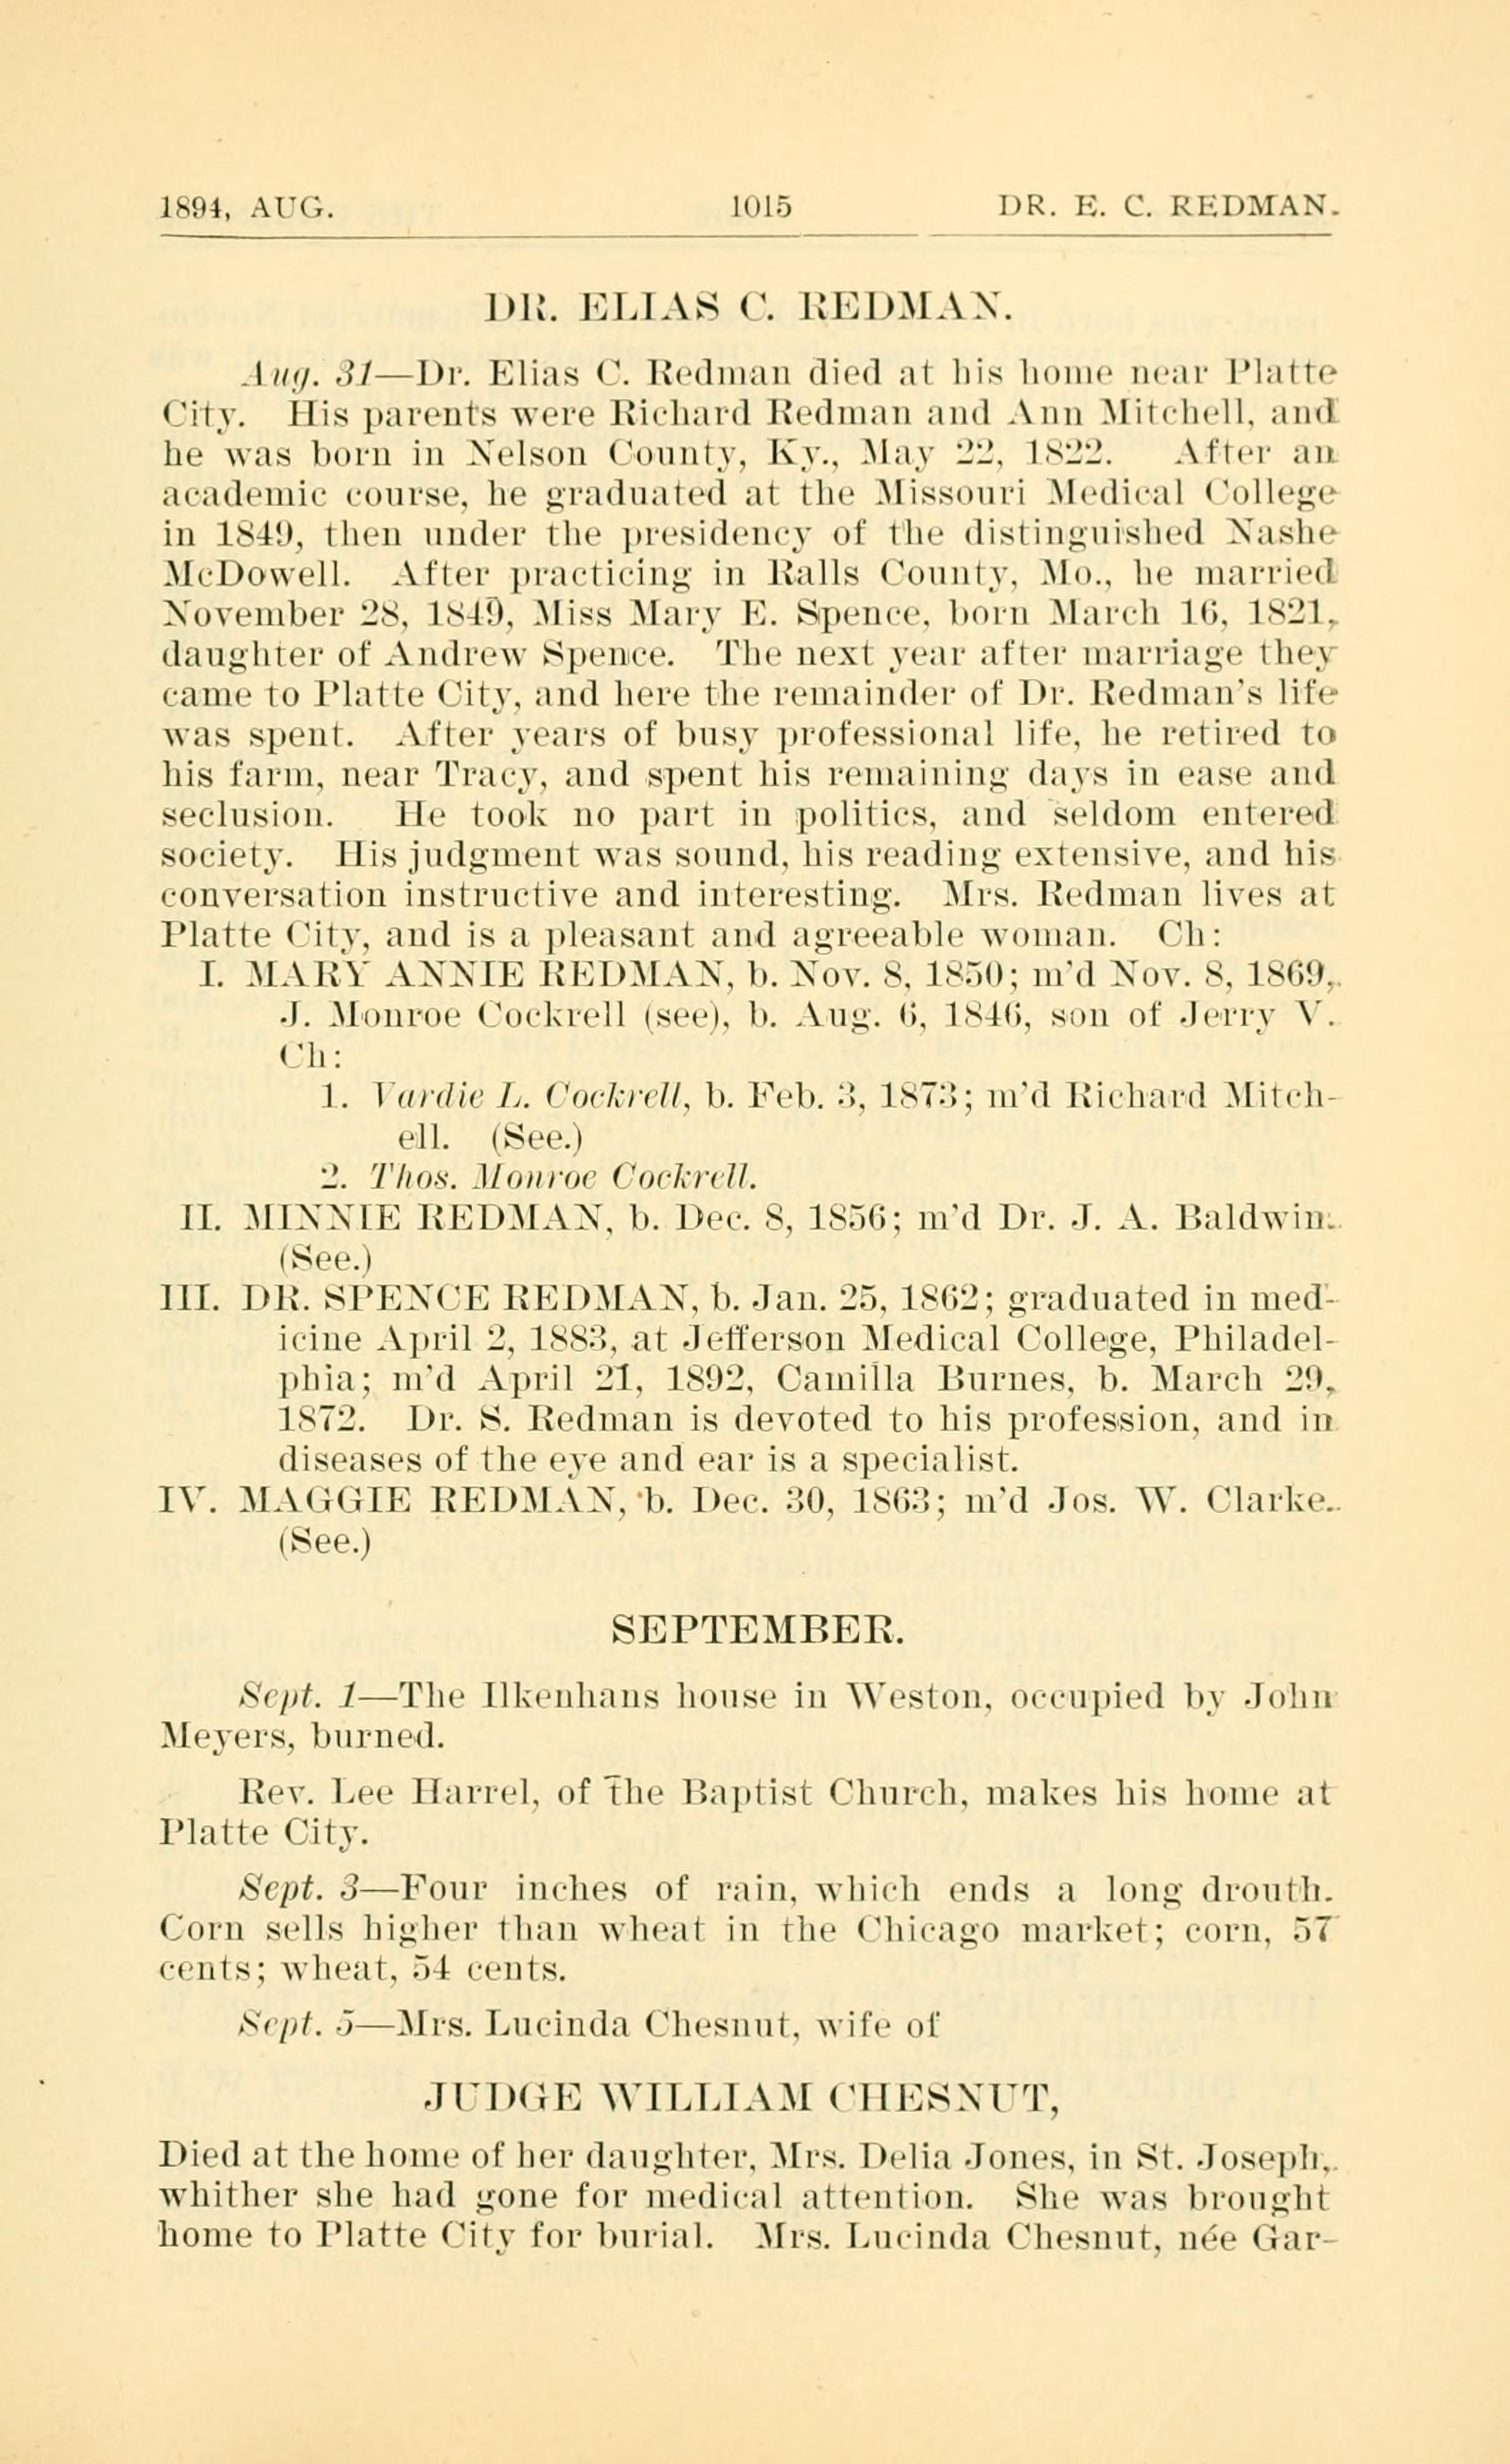 1894, AUG. 1015 DR. E. C. REDMAN.
DR. ELIAS C. REDMAN.
Aug. 31—Dr. Elias C. Redman died at his home near Platte
City. His parents were Richard Redman and Ann Mitchell, and
he was born in Nelson County, Ky., May 22, 1822. After an
academic course, he graduated at the Missouri Medical College
in 1849, then under the presidency of the distinguished Nashe
McDowell. After practicing in Ralls County, Mo., he married
November 28, 1849, Miss Mary E. Spence, born March 16, 1821,
daughter of Andrew Spence. The next year after marriage they
came to Platte City, and here the remainder of Dr. Redman's life
was spent. After years of busy professional life, he retired to
his farm, near Tracy, and spent his remaining days in ease and
seclusion. He took no part in politics, and seldom entered
society. His judgment was sound, his reading extensive, and his
conversation instructive and interesting. Mrs. Redman lives at
Platte City, and is a pleasant and agreeable woman. Ch:
I. MARY ANNIE REDMAN, b. Nov. 8, 1850; m'd Nov. 8, 1869,
J. Monroe Cockrell (see), b. Aug. 6, 1846, son of Jerry V.
Ch:
1. Vardie L. Cockrell, b. Feb. 3, 1873; m'd Richard Mitch-
ell. (See.)
2. Thos. Monroe Cockrell.
II. MINNIE REDMAN, b. Dec. 8, 1856; m'd Dr. J. A. Baldwin.
(See.)
III. DR. SPENCE REDMAN, b. Jan. 25, 1862; graduated in med-
icine April 2, 1883, at Jefferson Medical College, Philadel-
phia; m'd April 21, 1892, Camilla Burnes, b. March 29,
1872. Dr. S. Redman is devoted to his profession, and in
diseases of the eye and ear is a specialist.
IV. MAGGIE REDMAN, b. Dec. 30, 1863; m'd Jos. W. Clarke.
(See.)
SEPTEMBER.
Sept. 1—The Ilkenhans house in Weston, occupied by John
Meyers, burned.
Rev. Lee Harrel, of the Baptist Church, makes his home at
Platte City.
Sept. 3—Four inches of rain, which ends a long drouth.
Corn sells higher than wheat in the Chicago market; corn, 57
cents; wheat, 54 cents.
Sept. 5—Mrs. Lucinda Chesnut, wife of
JUDGE WILLIAM CHESNUT,
Died at the home of her daughter, Mrs. Delia Jones, in St. Joseph,
whither she had gone for medical attention. She was brought
home to Platte City for burial. Mrs. Lucinda Chesnut, née Gar-